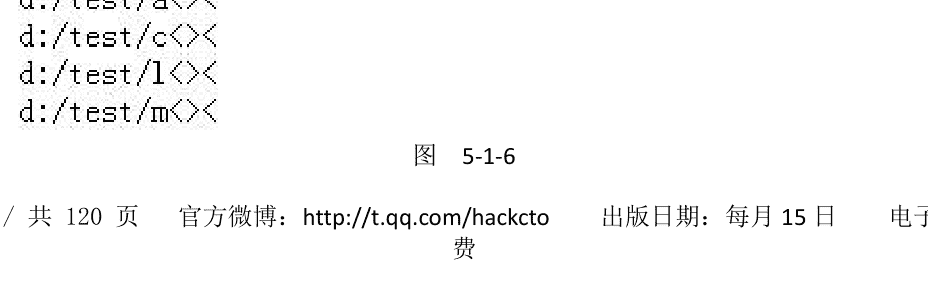 d:/test/a<><
d:/test/c<><
d:/test/l<><
d:/test/m<><
图 5-1-6
/ 共 120 页 官方微博：http://t.qq.com/hackcto 出版日期：每月 15 日 电子
费